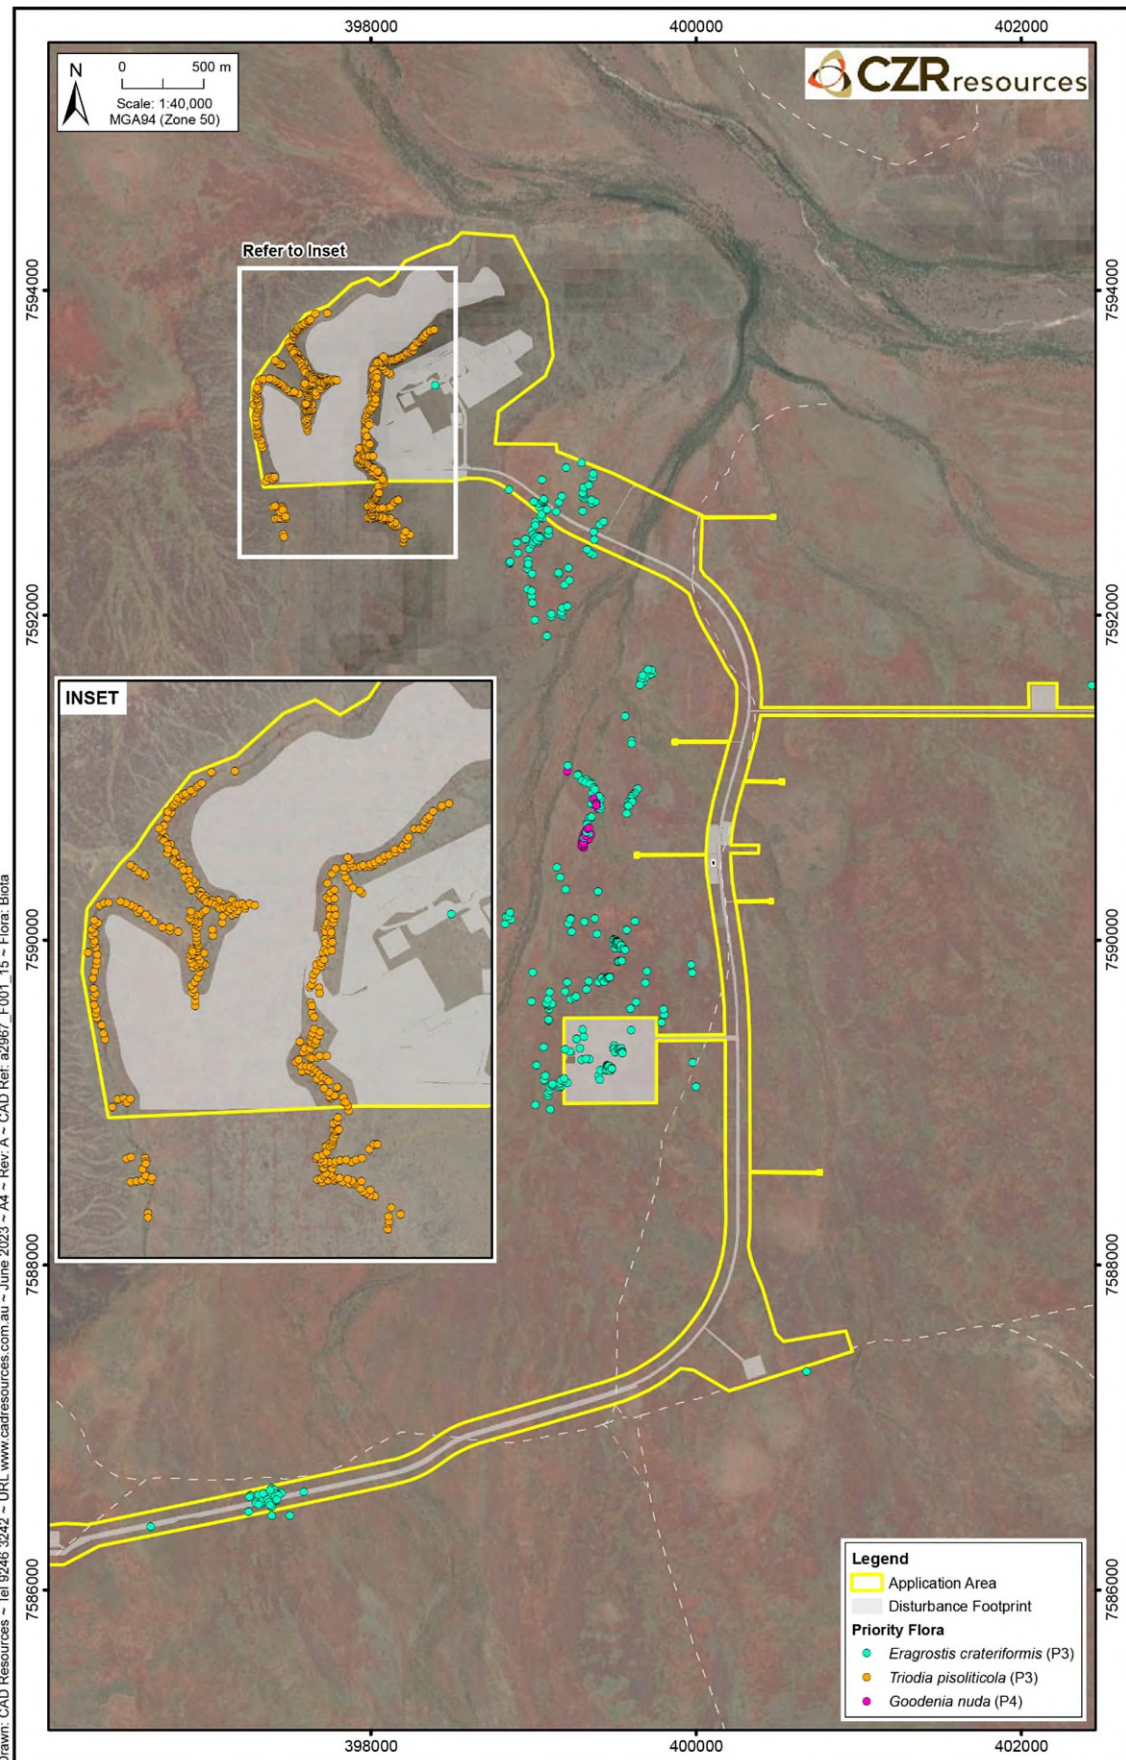 398000
400000
402000
N
0 500 m
Scale: 1:40,000
MGA94 (Zone 50)
CZR resources
Refer to Inset
7594000
7594000
7592000
7592000
INSET
7590000
7590000
7588000
7588000
7586000
7586000
Legend
Application Area
Disturbance Footprint
Priority Flora
Eragrostis crateriformis (P3)
Triodia pisoliticola (P3)
Goodenia nuda (P4)
398000
400000
402000
Drawn: CAD Resources ~ Tel 9246 3242 ~ URL www.cadresources.com.au ~ June 2023 ~ A4 ~ Rev: A ~ CAD Ref: a2967_F001_15 ~ Flora: Biota